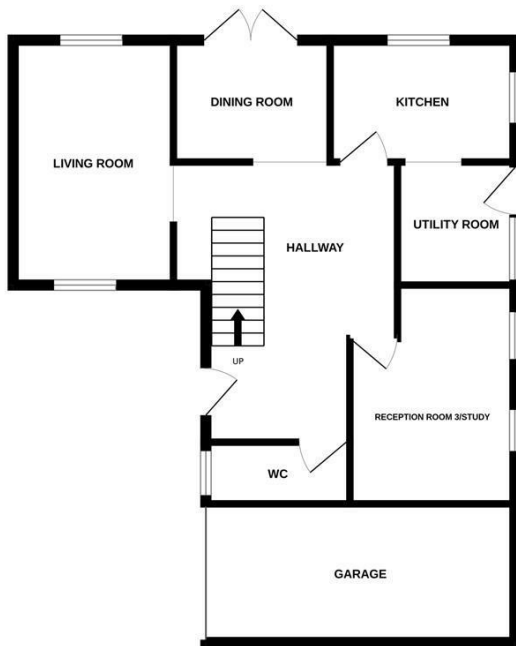 DINING ROOM
KITCHEN
LIVING ROOM
UTILITY ROOM
HALLWAY
UP
RECEPTION ROOM 3/STUDY
WC
GARAGE